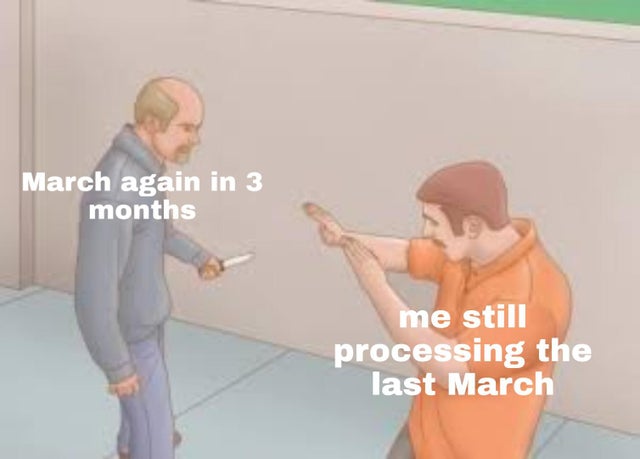 March again in 3
months
me still
processing the
last March